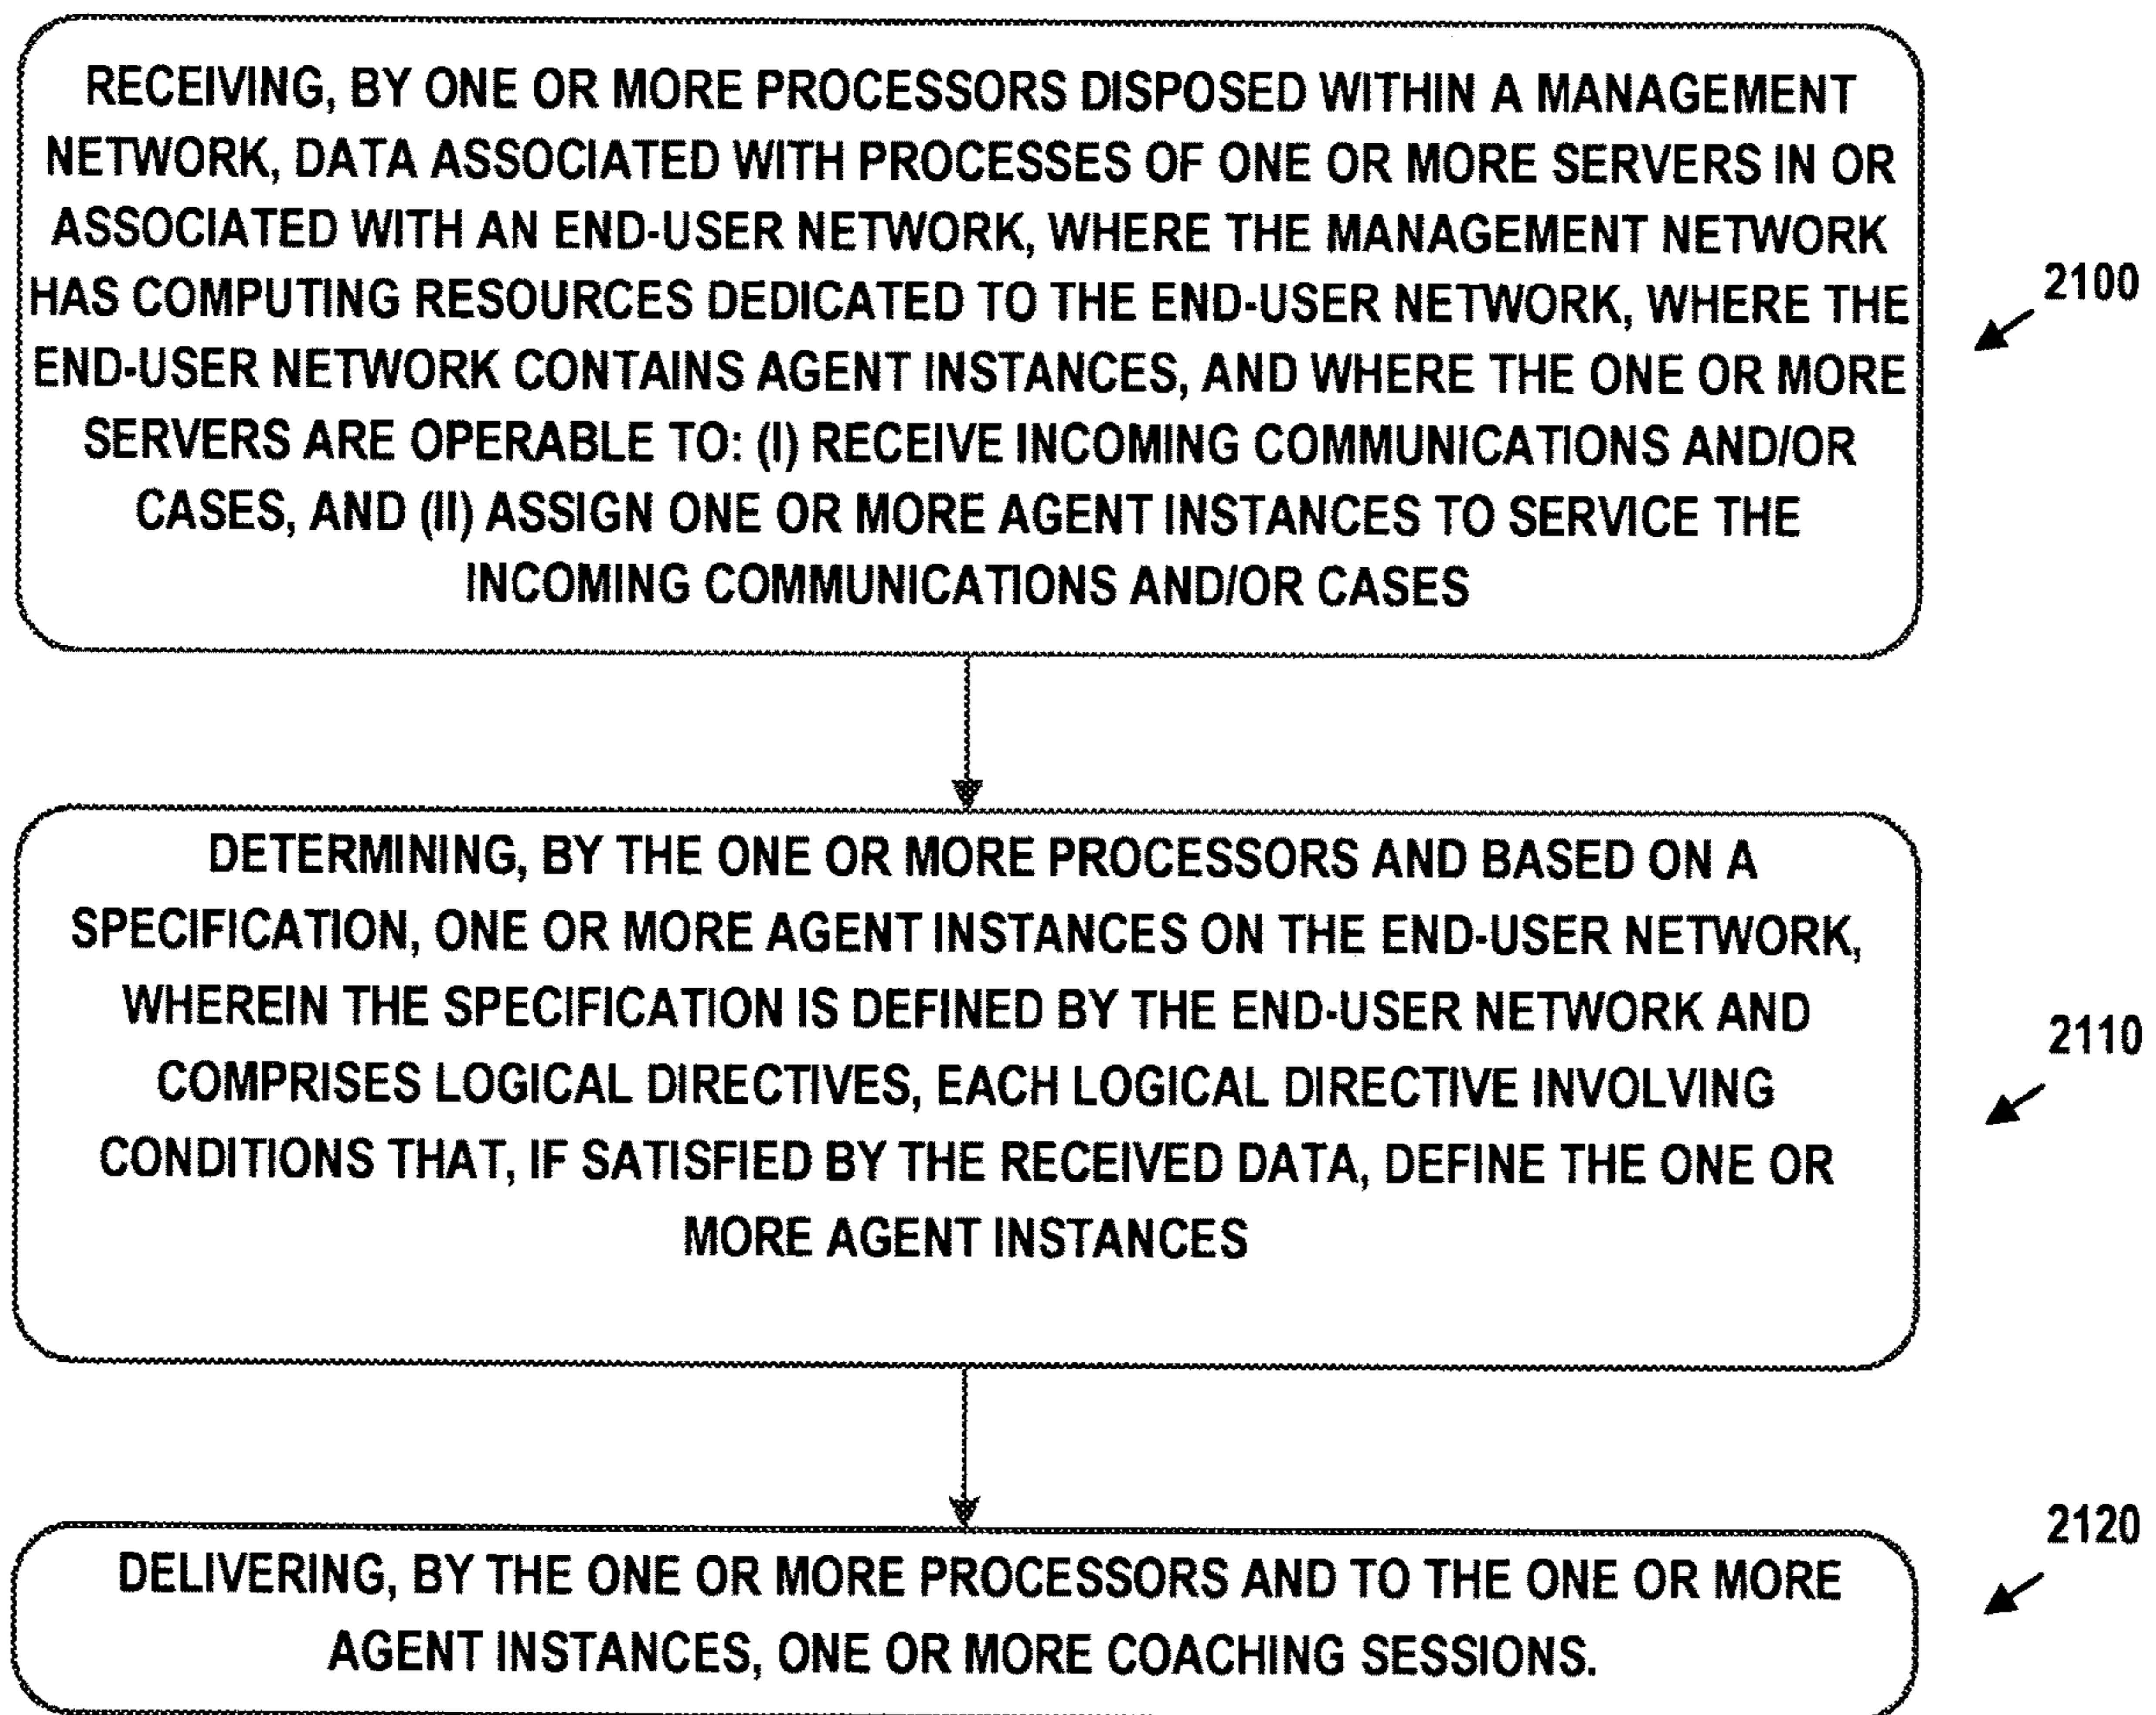 RECEIVING, BY ONE OR MORE PROCESSORS DISPOSED WITHIN A MANAGEMENT
NETWORK, DATA ASSOCIATED WITH PROCESSES OF ONE OR MORE SERVERS IN OR
ASSOCIATED WITH AN END-USER NETWORK, WHERE THE MANAGEMENT NETWORK
HAS COMPUTING RESOURCES DEDICATED TO THE END-USER NETWORK, WHERE THE
END-USER NETWORK CONTAINS AGENT INSTANCES, AND WHERE THE ONE OR MORE
SERVERS ARE OPERABLE TO: (I) RECEIVE INCOMING COMMUNICATIONS AND/OR
CASES, AND (II) ASSIGN ONE OR MORE AGENT INSTANCES TO SERVICE THE
INCOMING COMMUNICATIONS AND/OR CASES
2100
DETERMINING, BY THE ONE OR MORE PROCESSORS AND BASED ON A
SPECIFICATION, ONE OR MORE AGENT INSTANCES ON THE END-USER NETWORK,
WHEREIN THE SPECIFICATION IS DEFINED BY THE END-USER NETWORK AND
COMPRISES LOGICAL DIRECTIVES, EACH LOGICAL DIRECTIVE INVOLVING
CONDITIONS THAT, IF SATISFIED BY THE RECEIVED DATA, DEFINE THE ONE OR
MORE AGENT INSTANCES
2110
DELIVERING, BY THE ONE OR MORE PROCESSORS AND TO THE ONE OR MORE
AGENT INSTANCES, ONE OR MORE COACHING SESSIONS.
2120